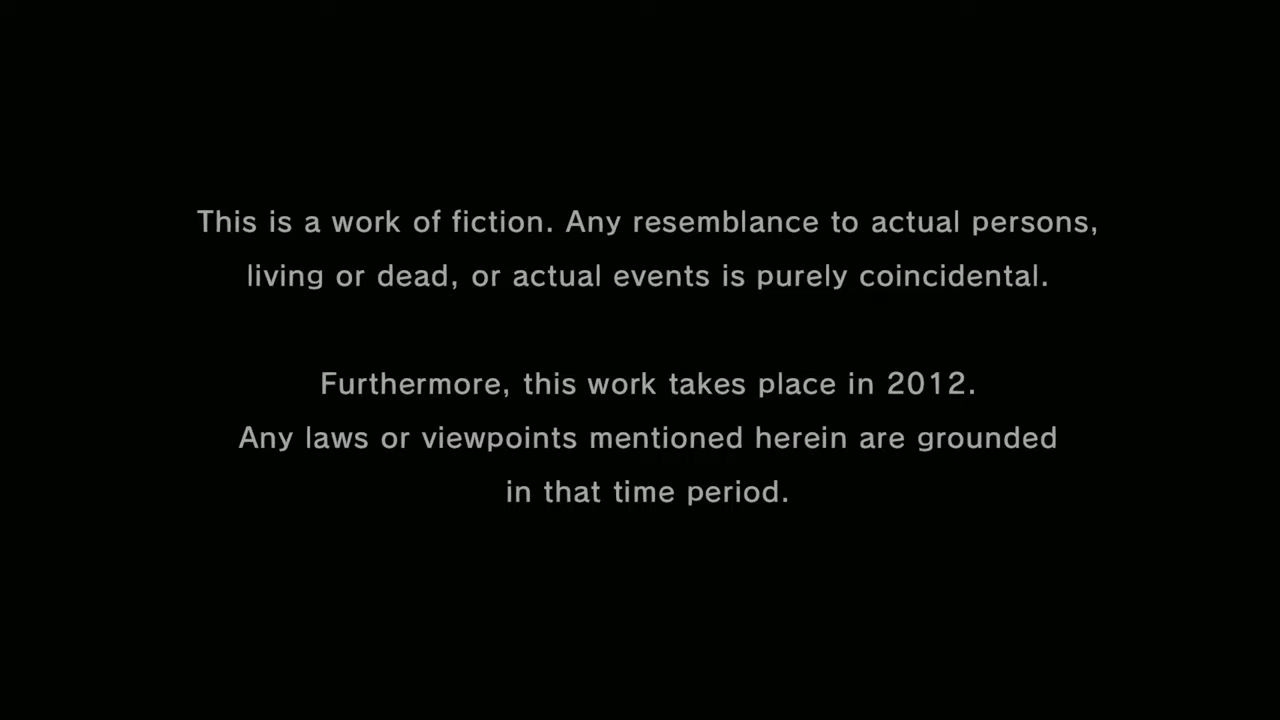 This is a work of fiction. Any resemblance to actual persons,
living or dead, or actual events is purely coincidental.
Furthermore, this work takes place in 2012.
Any laws or viewpoints mentioned herein are grounded
in that time period.